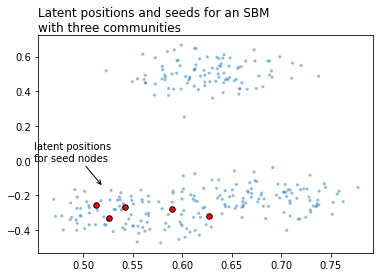 Latent positions and seeds for an SBM
with three communities
0.6
0.4
0.2
0.0
−0.2
−0.4
latent positions
for seed nodes
0.50 0.55 0.60 0.65 0.70 0.75